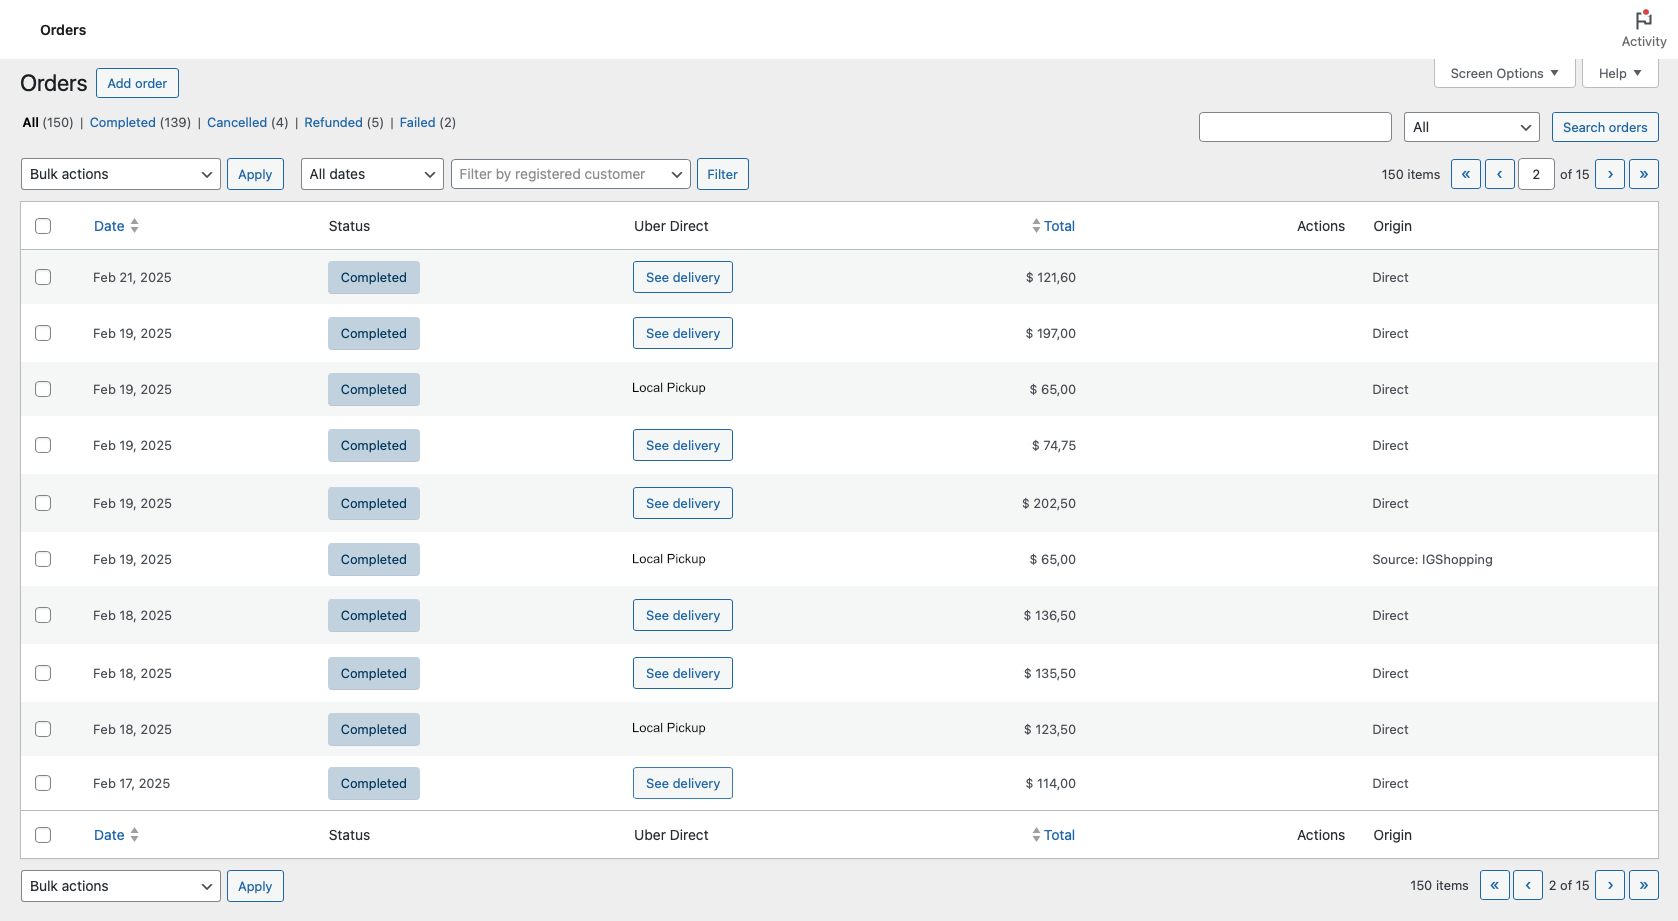 Orders
Activity
Orders Add order
Screen Options ▼ Help ▼
All (150) | Completed (139) | Cancelled (4) | Refunded (5) | Failed (2)
All Search orders
Bulk actions Apply All dates Filter by registered customer Filter
150 items « ‹ 2 of 15 › »
Date Status Uber Direct Total Actions Origin
Feb 21, 2025 Completed See delivery $ 121,60 Direct
Feb 19, 2025 Completed See delivery $ 197,00 Direct
Feb 19, 2025 Completed Local Pickup $ 65,00 Direct
Feb 19, 2025 Completed See delivery $ 74,75 Direct
Feb 19, 2025 Completed See delivery $ 202,50 Direct
Feb 19, 2025 Completed Local Pickup $ 65,00 Source: IGShopping
Feb 18, 2025 Completed See delivery $ 136,50 Direct
Feb 18, 2025 Completed See delivery $ 135,50 Direct
Feb 18, 2025 Completed Local Pickup $ 123,50 Direct
Feb 17, 2025 Completed See delivery $ 114,00 Direct
Date Status Uber Direct Total Actions Origin
Bulk actions Apply
150 items « ‹ 2 of 15 › »